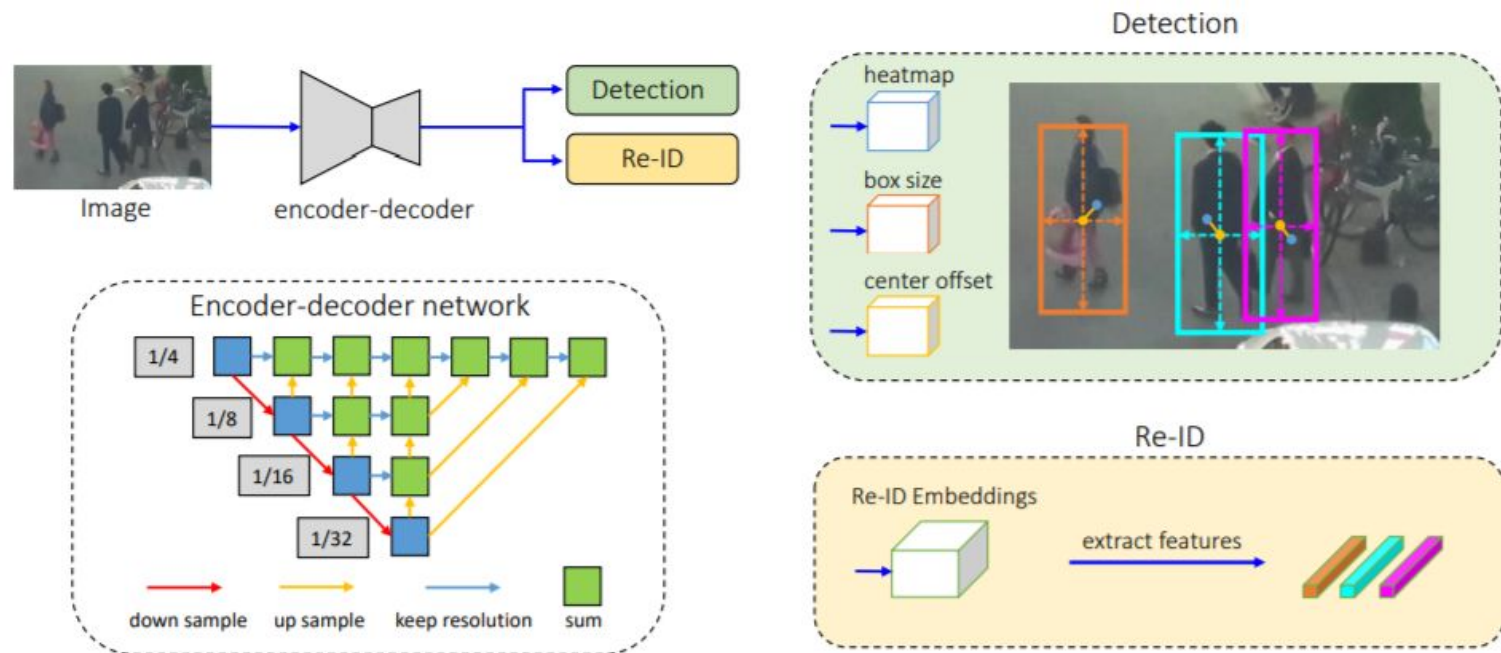 Image
encoder-decoder
Detection
Re-ID
Encoder-decoder network
1/4
1/8
1/16
1/32
down sample
up sample
keep resolution
sum
Detection
heatmap
box size
center offset
Re-ID
Re-ID Embeddings
extract features